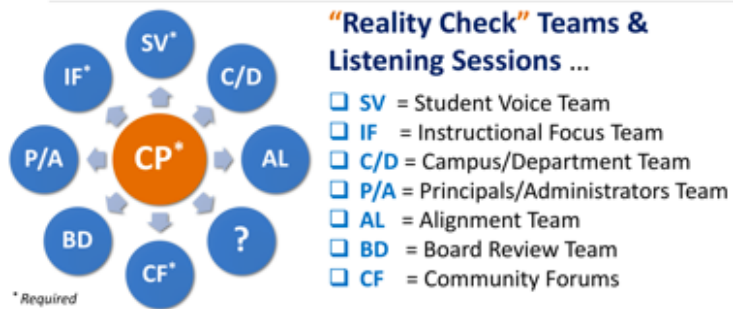 SV*
IF*
C/D
P/A
CP*
AL
BD
?
CF*
* Required
“Reality Check” Teams &
Listening Sessions ...
❑ SV = Student Voice Team
❑ IF = Instructional Focus Team
❑ C/D = Campus/Department Team
❑ P/A = Principals/Administrators Team
❑ AL = Alignment Team
❑ BD = Board Review Team
❑ CF = Community Forums